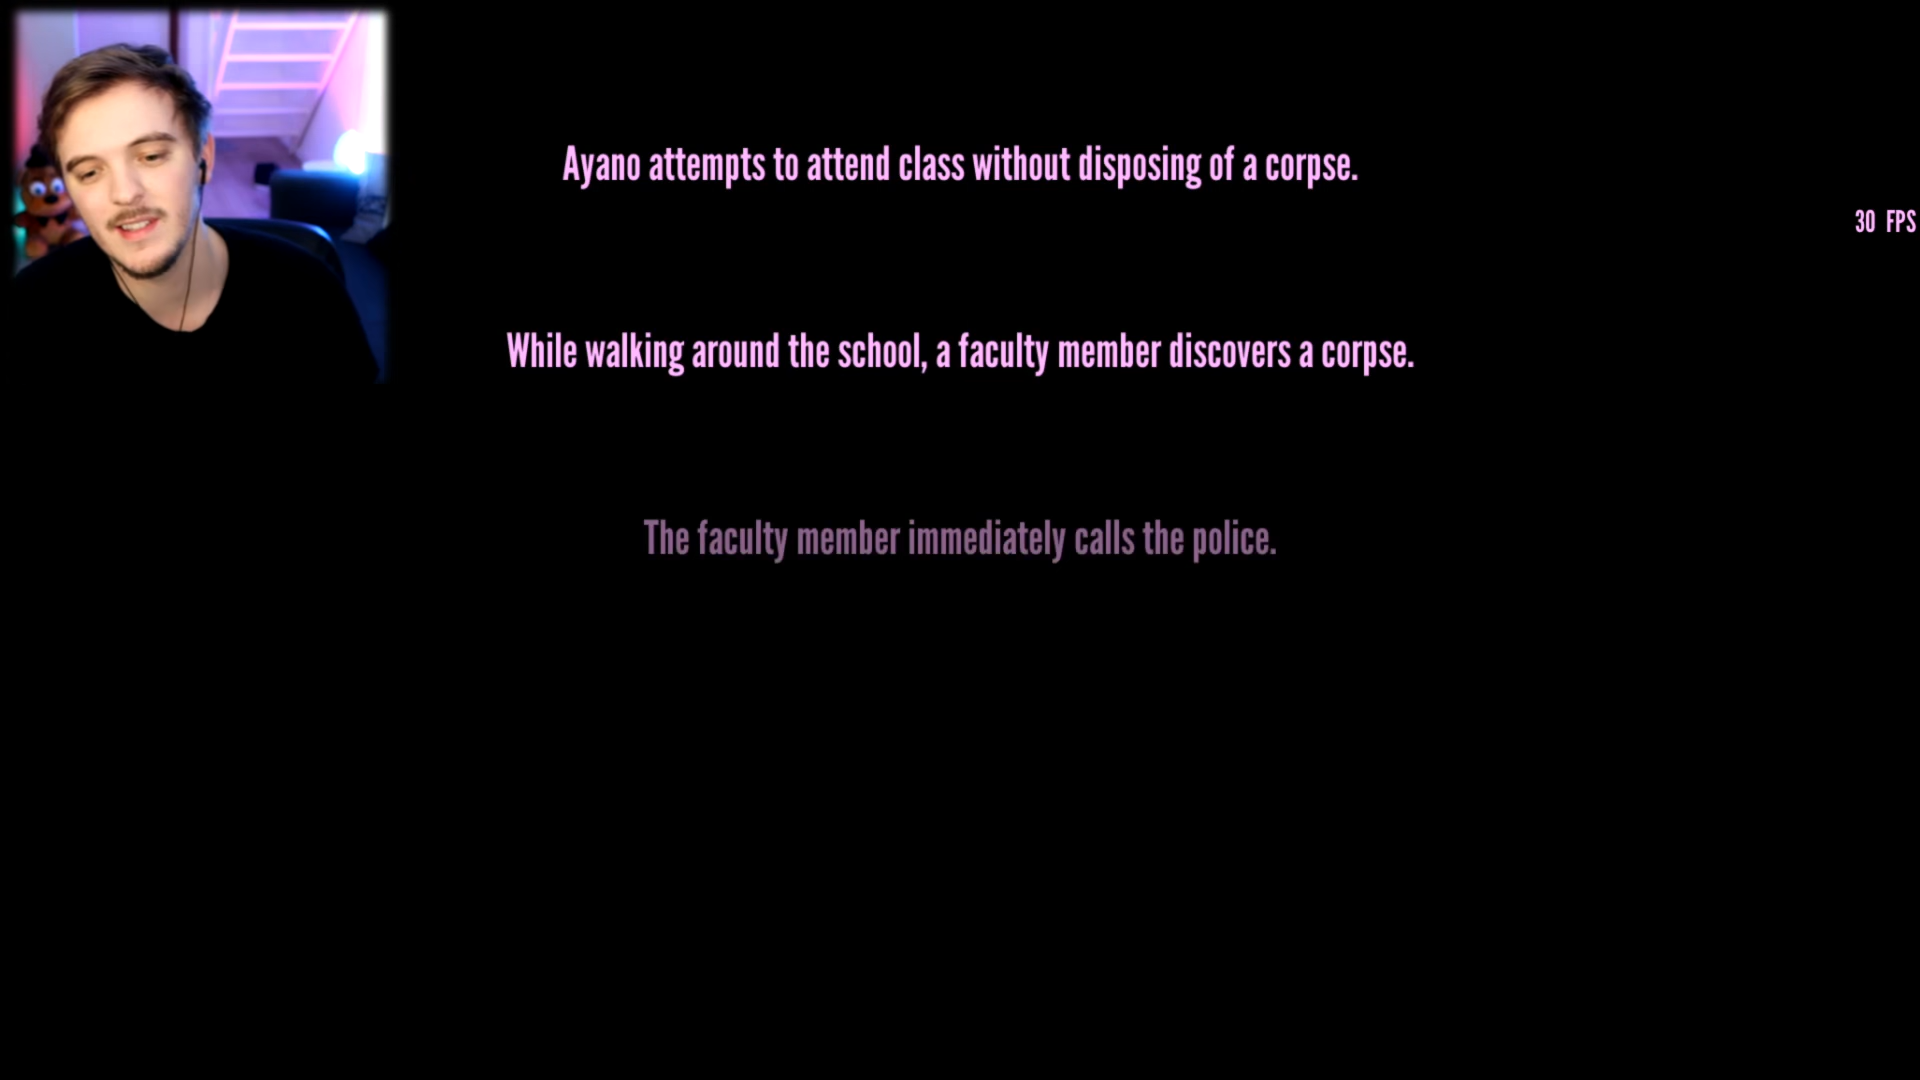 Ayano attempts to attend class without disposing of a corpse.
30 FPS
While walking around the school, a faculty member discovers a corpse.
The faculty member immediately calls the police.